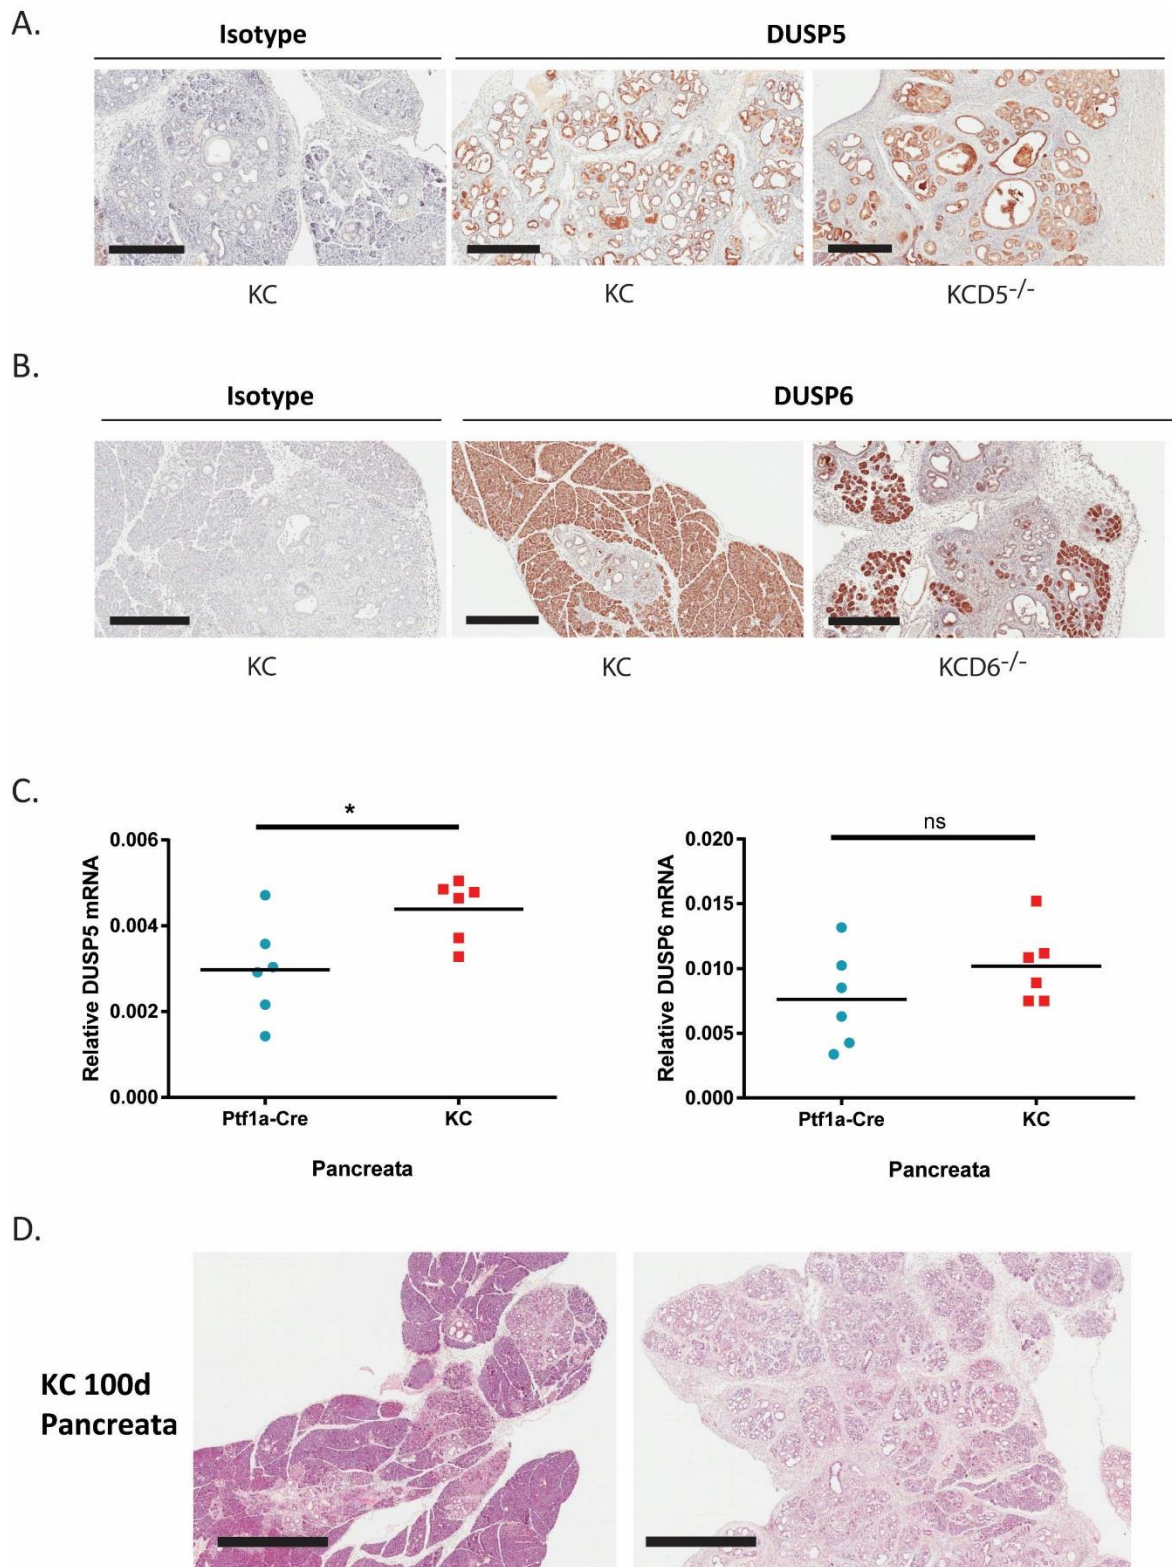 A.
Isotype DUSP5
KC KC KCD5-/-
B.
Isotype DUSP6
KC KC KCD6-/-
C.
* ns
Relative DUSP5 mRNA
0.006
0.004
0.002
0.000
Ptf1a-Cre KC
Pancreata
Relative DUSP6 mRNA
0.020
0.015
0.010
0.005
0.000
Ptf1a-Cre KC
Pancreata
D.
KC 100d
Pancreata